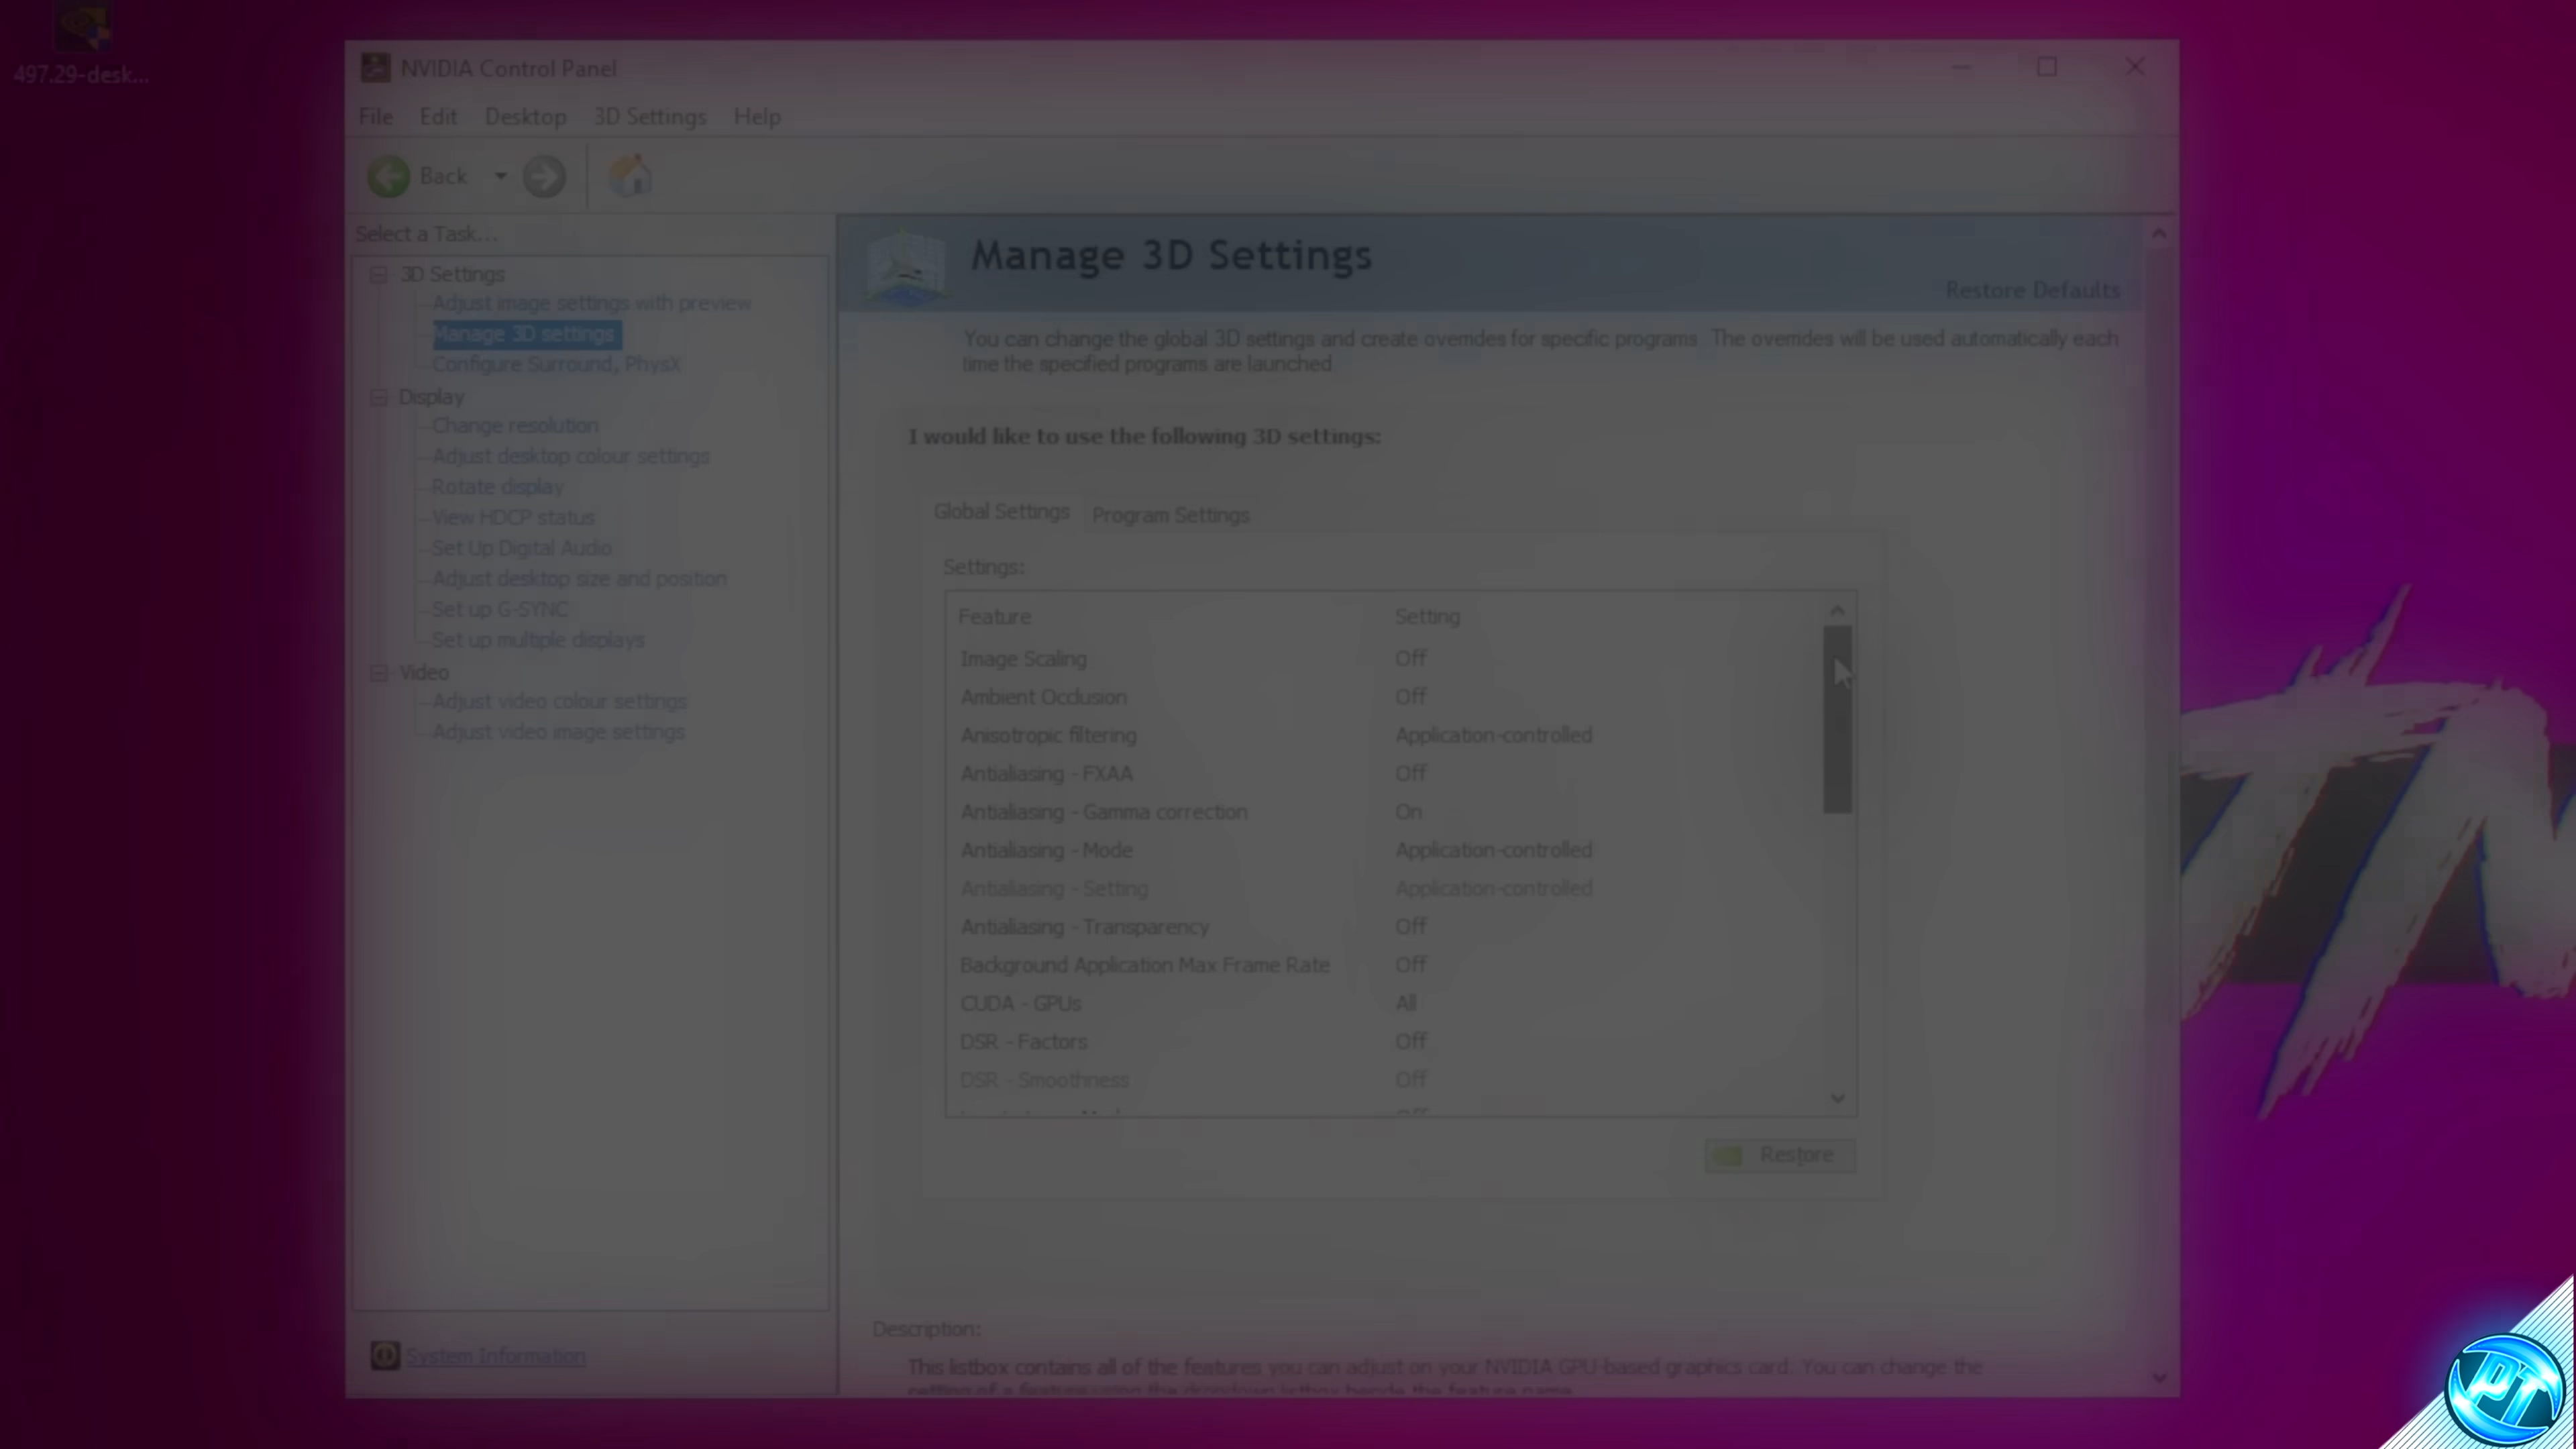 497.29-desk...
NVIDIA Control Panel
File Edit Desktop 3D Settings Help
Back
Select a Task...
3D Settings
Adjust image settings with preview
Manage 3D settings
Configure Surround, PhysX
Display
Change resolution
Adjust desktop colour settings
Rotate display
View HDCP status
Set Up Digital Audio
Adjust desktop size and position
Set up G-SYNC
Set up multiple displays
Video
Adjust video colour settings
Adjust video image settings
System Information
Manage 3D Settings
Restore Defaults
You can change the global 3D settings and create overrides for specific programs. The overrides will be used automatically each
time the specified programs are launched.
I would like to use the following 3D settings:
Global Settings Program Settings
Settings:
Feature Setting
Image Scaling Off
Ambient Occlusion Off
Anisotropic filtering Application-controlled
Antialiasing - FXAA Off
Antialiasing - Gamma correction On
Antialiasing - Mode Application-controlled
Antialiasing - Setting Application-controlled
Antialiasing - Transparency Off
Background Application Max Frame Rate Off
CUDA - GPUs All
DSR - Factors Off
DSR - Smoothness Off
Restore
Description:
This listbox contains all of the features you can adjust on your NVIDIA GPU-based graphics card. You can change the
PT